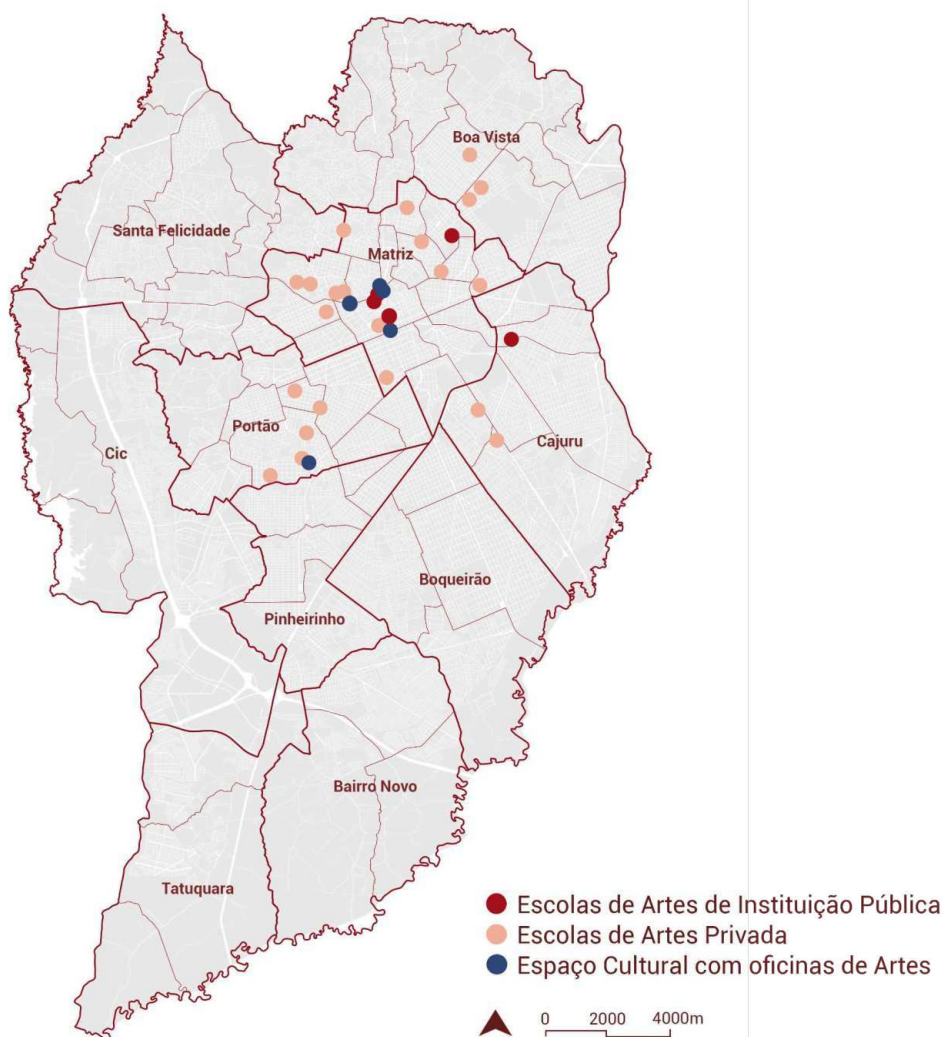 Boa Vista
Santa Felicidade
Matriz
Portão
Cic
Cajuru
Boqueirão
Pinheirinho
Bairro Novo
Tatuquara
Escolas de Artes de Instituição Pública
Escolas de Artes Privada
Espaço Cultural com oficinas de Artes
0 2000 4000m